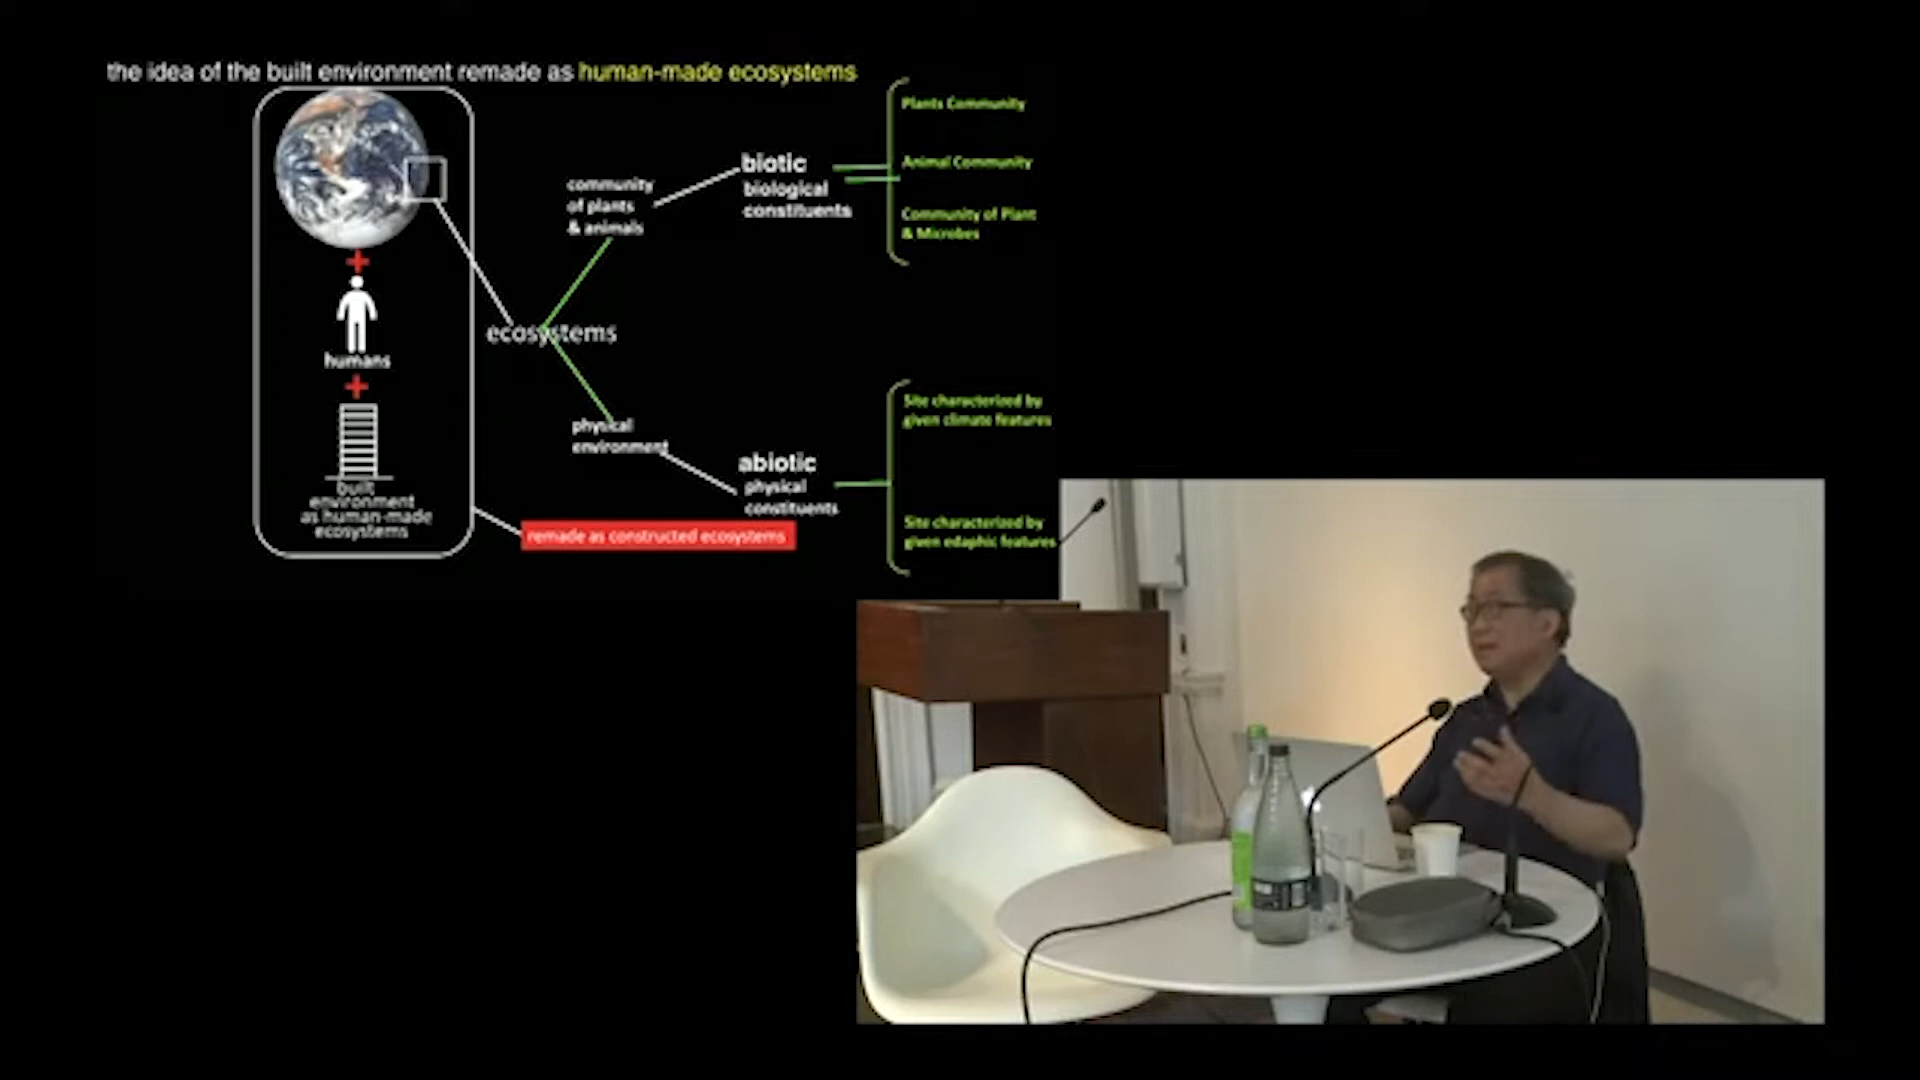 the idea of the built environment remade as human-made ecosystems
humans
built
environment
as human-made
ecosystems
ecosystems
community
of plants
& animals
biotic
biological
constituents
Plants Community
Animal Community
Community of Plant
& Microbes
physical
environment
abiotic
physical
constituents
Site characterized by
given climate features
Site characterized by
given edaphic features
remade as constructed ecosystems